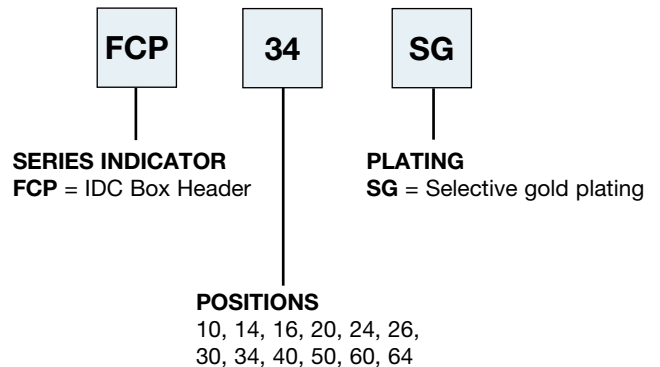 FCP 34 SG
SERIES INDICATOR
FCP = IDC Box Header
PLATING
SG = Selective gold plating
POSITIONS
10, 14, 16, 20, 24, 26,
30, 34, 40, 50, 60, 64